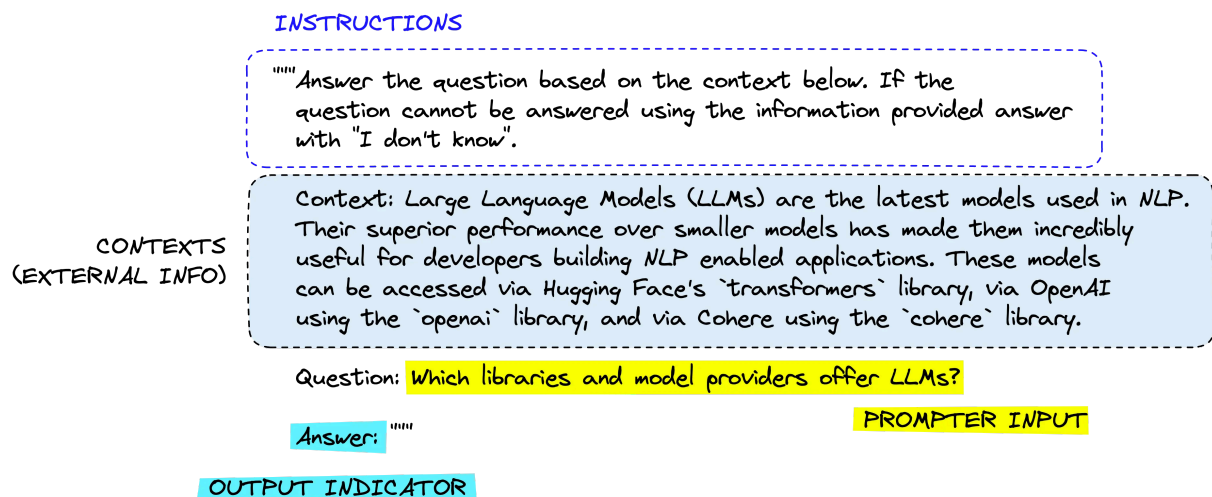 INSTRUCTIONS
"""Answer the question based on the context below. If the
question cannot be answered using the information provided answer
with "I don't know".
Context: Large Language Models (LLMs) are the latest models used in NLP.
Their superior performance over smaller models has made them incredibly
useful for developers building NLP enabled applications. These models
can be accessed via Hugging Face's `transformers` library, via OpenAI
using the `openai` library, and via Cohere using the `cohere` library.
CONTEXTS
(EXTERNAL INFO)
Question: Which libraries and model providers offer LLMs?
PROMPTER INPUT
Answer: """
OUTPUT INDICATOR